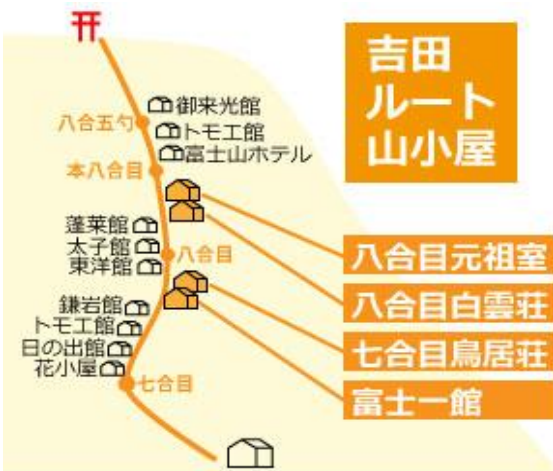 吉田
ルート
山小屋
御来光館
八合五勺
トモエ館
富士山ホテル
本八合目
蓬莱館
太子館
八合目
東洋館
八合目元祖室
八合目白雲荘
鎌岩館
トモエ館
七合目鳥居荘
日の出館
花小屋
七合目
富士一館